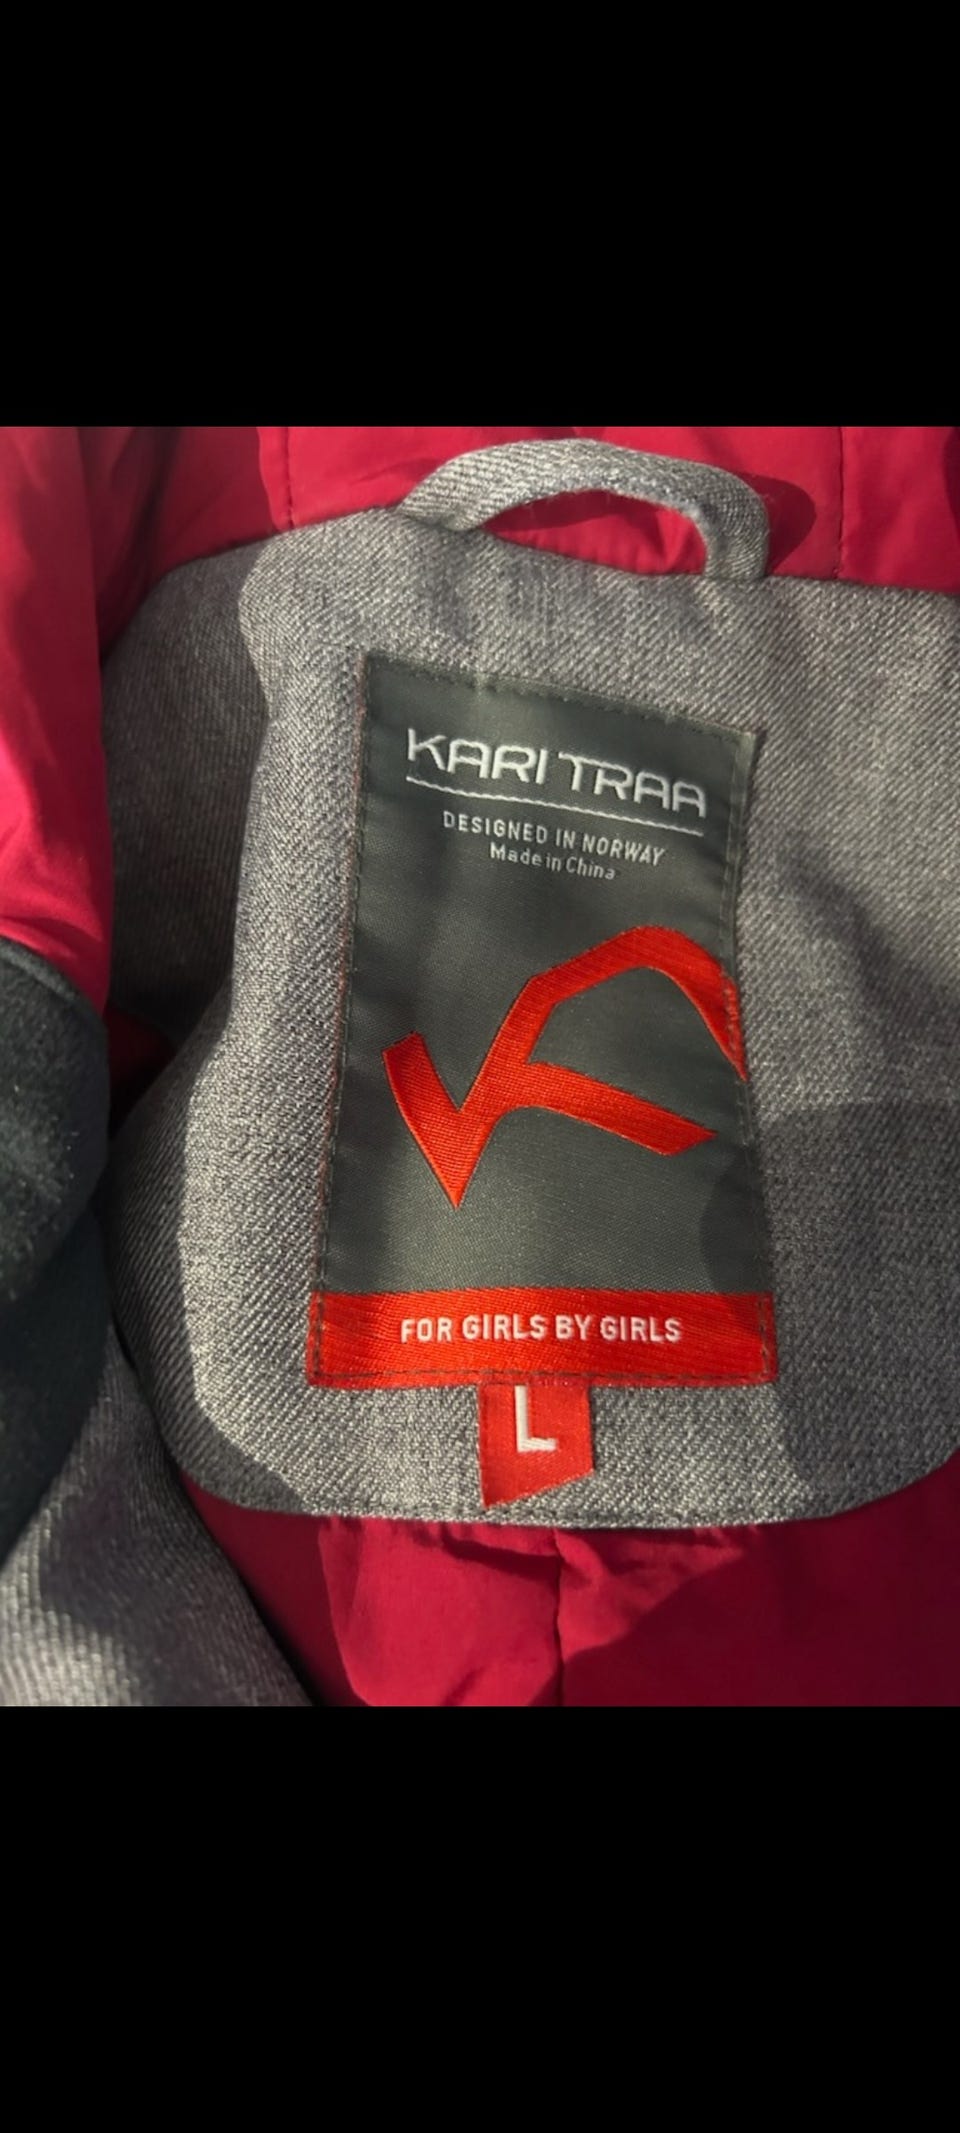 KARI TRAA
DESIGNED IN NORWAY
Made in China
FOR GIRLS BY GIRLS
L